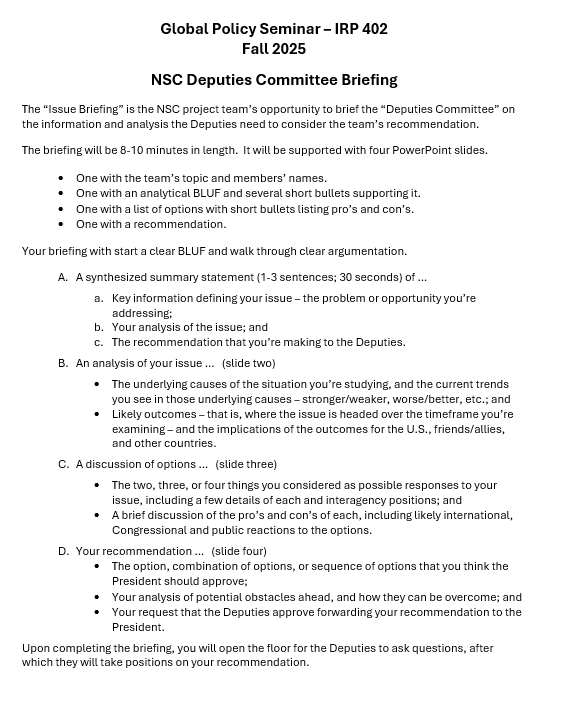 Global Policy Seminar – IRP 402
Fall 2025
NSC Deputies Committee Briefing
The “Issue Briefing” is the NSC project team’s opportunity to brief the “Deputies Committee” on
the information and analysis the Deputies need to consider the team’s recommendation.
The briefing will be 8-10 minutes in length.  It will be supported with four PowerPoint slides.
• One with the team’s topic and members’ names.
• One with an analytical BLUF and several short bullets supporting it.
• One with a list of options with short bullets listing pro’s and con’s.
• One with a recommendation.
Your briefing with start a clear BLUF and walk through clear argumentation.
A. A synthesized summary statement (1-3 sentences; 30 seconds) of …
a. Key information defining your issue – the problem or opportunity you’re
addressing;
b. Your analysis of the issue; and
c. The recommendation that you’re making to the Deputies.
B. An analysis of your issue …  (slide two)
• The underlying causes of the situation you’re studying, and the current trends
you see in those underlying causes – stronger/weaker, worse/better, etc.; and
• Likely outcomes – that is, where the issue is headed over the timeframe you’re
examining – and the implications of the outcomes for the U.S., friends/allies,
and other countries.
C. A discussion of options …  (slide three)
• The two, three, or four things you considered as possible responses to your
issue, including a few details of each and interagency positions; and
• A brief discussion of the pro’s and con’s of each, including likely international,
Congressional and public reactions to the options.
D. Your recommendation …  (slide four)
• The option, combination of options, or sequence of options that you think the
President should approve;
• Your analysis of potential obstacles ahead, and how they can be overcome; and
• Your request that the Deputies approve forwarding your recommendation to the
President.
Upon completing the briefing, you will open the floor for the Deputies to ask questions, after
which they will take positions on your recommendation.